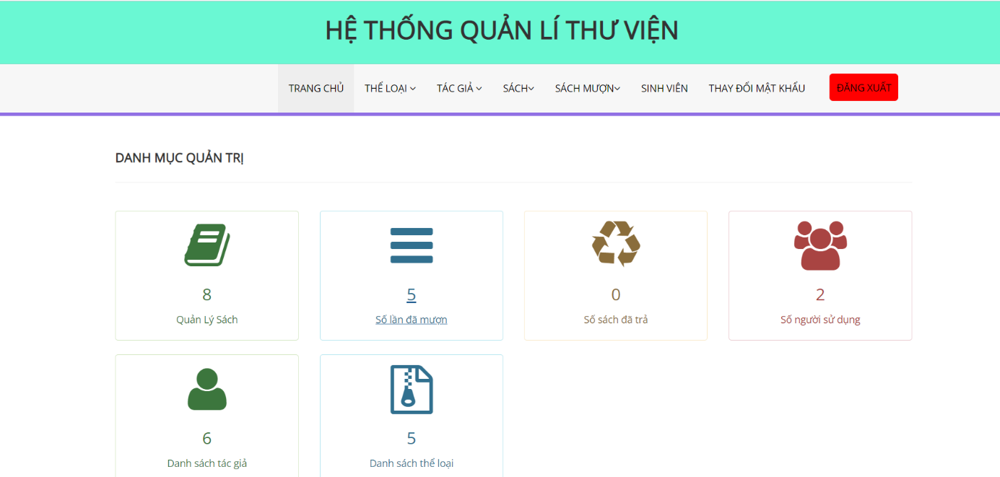 HỆ THỐNG QUẢN LÍ THƯ VIỆN
TRANG CHỦ THỂ LOẠI TÁC GIẢ SÁCH SÁCH MƯỢN SINH VIÊN THAY ĐỔI MẬT KHẨU ĐĂNG XUẤT
DANH MỤC QUẢN TRỊ
8 5 0 2
Quản Lý Sách Số lần đã mượn Số sách đã trả Số người sử dụng
6 5
Danh sách tác giả Danh sách thể loại